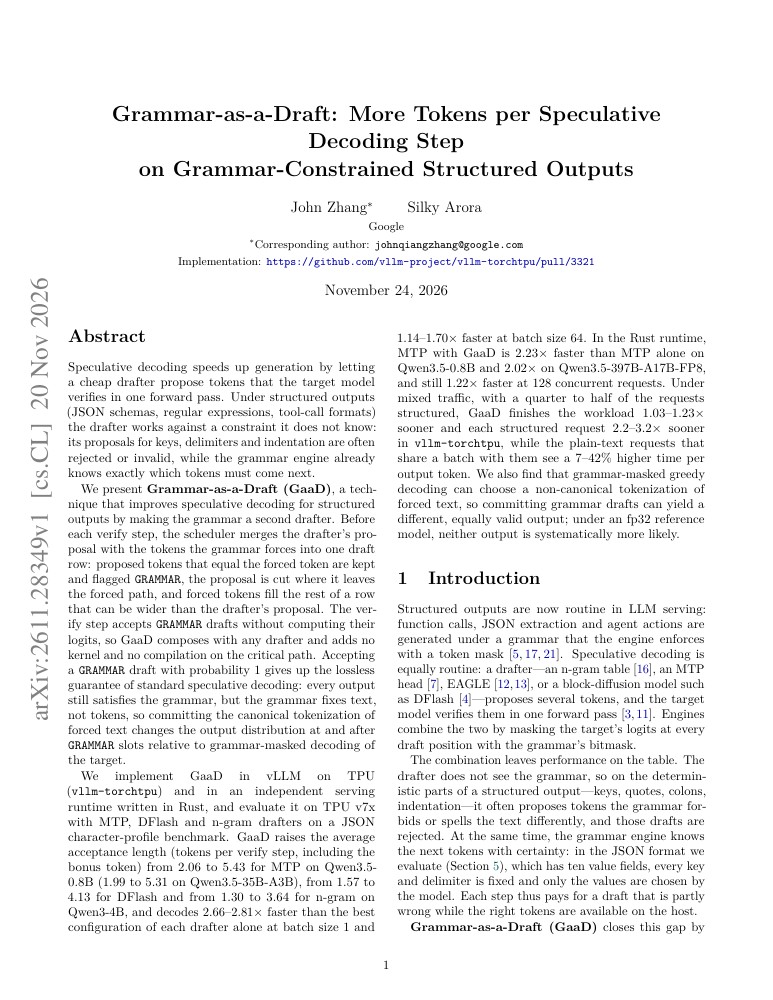 Grammar-as-a-Draft: More Tokens per Speculative
Decoding Step
on Grammar-Constrained Structured Outputs
John Zhang* Silky Arora
Google
*Corresponding author: johnqiangzhang@google.com
Implementation: https://github.com/vllm-project/vllm-torchtpu/pull/3321
November 24, 2026
arXiv:2611.28349v1 [cs.CL] 20 Nov 2026
Abstract
Speculative decoding speeds up generation by letting
a cheap drafter propose tokens that the target model
verifies in one forward pass. Under structured outputs
(JSON schemas, regular expressions, tool-call formats)
the drafter works against a constraint it does not know:
its proposals for keys, delimiters and indentation are often
rejected or invalid, while the grammar engine already
knows exactly which tokens must come next.
We present Grammar-as-a-Draft (GaaD), a tech-
nique that improves speculative decoding for structured
outputs by making the grammar a second drafter. Before
each verify step, the scheduler merges the drafter's pro-
posal with the tokens the grammar forces into one draft
row: proposed tokens that equal the forced token are kept
and flagged GRAMMAR, the proposal is cut where it leaves
the forced path, and forced tokens fill the rest of a row
that can be wider than the drafter's proposal. The ver-
ify step accepts GRAMMAR drafts without computing their
logits, so GaaD composes with any drafter and adds no
kernel and no compilation on the critical path. Accepting
a GRAMMAR draft with probability 1 gives up the lossless
guarantee of standard speculative decoding: every output
still satisfies the grammar, but the grammar fixes text,
not tokens, so committing the canonical tokenization of
forced text changes the output distribution at and after
GRAMMAR slots relative to grammar-masked decoding of
the target.
We implement GaaD in vLLM on TPU
(vllm-torchtpu) and in an independent serving
runtime written in Rust, and evaluate it on TPU v7x
with MTP, DFlash and n-gram drafters on a JSON
character-profile benchmark. GaaD raises the average
acceptance length (tokens per verify step, including the
bonus token) from 2.06 to 5.43 for MTP on Qwen3.5-
0.8B (1.99 to 5.31 on Qwen3.5-35B-A3B), from 1.57 to
4.13 for DFlash and from 1.30 to 3.64 for n-gram on
Qwen3-4B, and decodes 2.66–2.81× faster than the best
configuration of each drafter alone at batch size 1 and
1.14–1.70× faster at batch size 64. In the Rust runtime,
MTP with GaaD is 2.23× faster than MTP alone on
Qwen3.5-0.8B and 2.02× on Qwen3.5-397B-A17B-FP8,
and still 1.22× faster at 128 concurrent requests. Under
mixed traffic, with a quarter to half of the requests
structured, GaaD finishes the workload 1.03–1.23×
sooner and each structured request 2.2–3.2× sooner
in vllm-torchtpu, while the plain-text requests that
share a batch with them see a 7–42% higher time per
output token. We also find that grammar-masked greedy
decoding can choose a non-canonical tokenization of
forced text, so committing grammar drafts can yield a
different, equally valid output; under an fp32 reference
model, neither output is systematically more likely.
1 Introduction
Structured outputs are now routine in LLM serving:
function calls, JSON extraction and agent actions are
generated under a grammar that the engine enforces
with a token mask [5,17,21]. Speculative decoding is
equally routine: a drafter—an n-gram table [16], an MTP
head [7], EAGLE [12,13], or a block-diffusion model such
as DFlash [4]—proposes several tokens, and the target
model verifies them in one forward pass [3,11]. Engines
combine the two by masking the target's logits at every
draft position with the grammar's bitmask.
The combination leaves performance on the table. The
drafter does not see the grammar, so on the determin-
istic parts of a structured output—keys, quotes, colons,
indentation—it often proposes tokens the grammar for-
bids or spells the text differently, and those drafts are
rejected. At the same time, the grammar engine knows
the next tokens with certainty: in the JSON format we
evaluate (Section 5), which has ten value fields, every key
and delimiter is fixed and only the values are chosen by
the model. Each step thus pays for a draft that is partly
wrong while the right tokens are available on the host.
Grammar-as-a-Draft (GaaD) closes this gap by
1